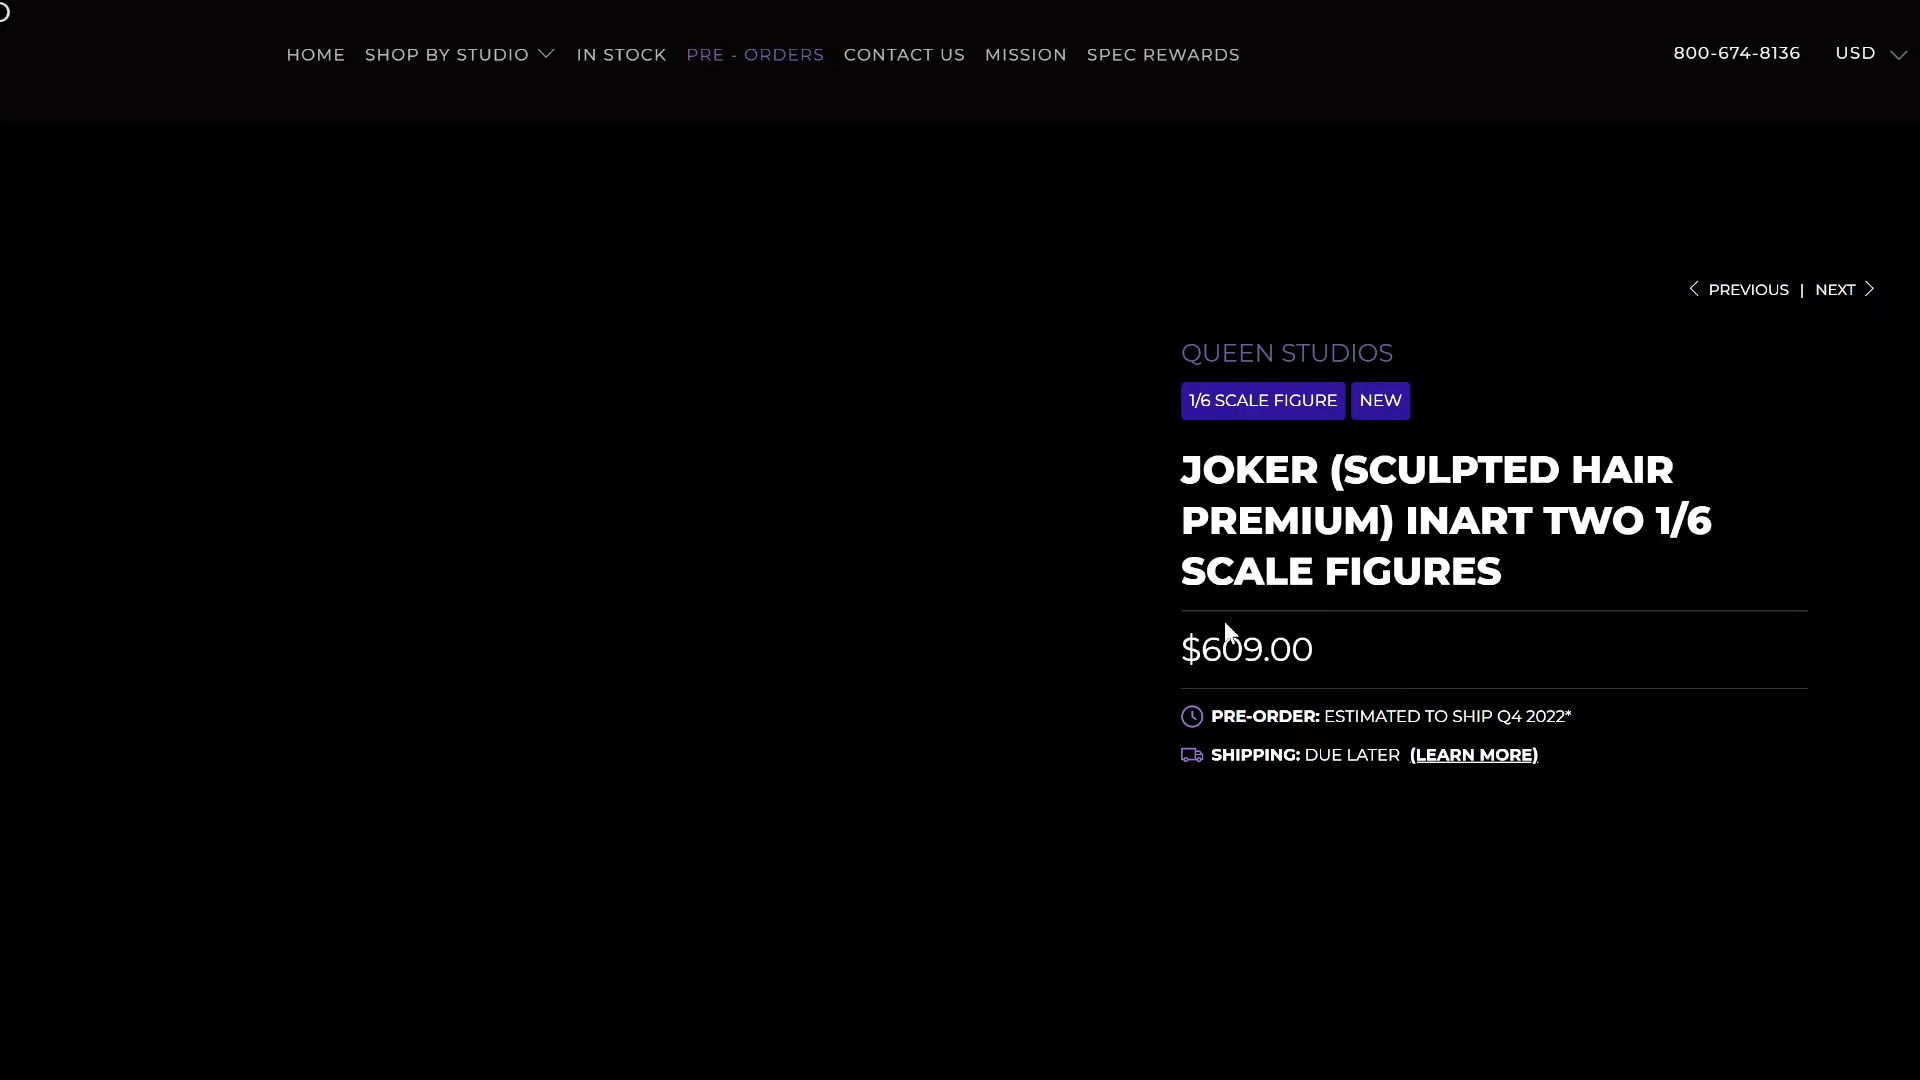 HOME SHOP BY STUDIO IN STOCK PRE - ORDERS CONTACT US MISSION SPEC REWARDS 800-674-8136 USD
PREVIOUS | NEXT
QUEEN STUDIOS
1/6 SCALE FIGURE NEW
JOKER (SCULPTED HAIR
PREMIUM) INART TWO 1/6
SCALE FIGURES
$609.00
PRE-ORDER: ESTIMATED TO SHIP Q4 2022*
SHIPPING: DUE LATER (LEARN MORE)